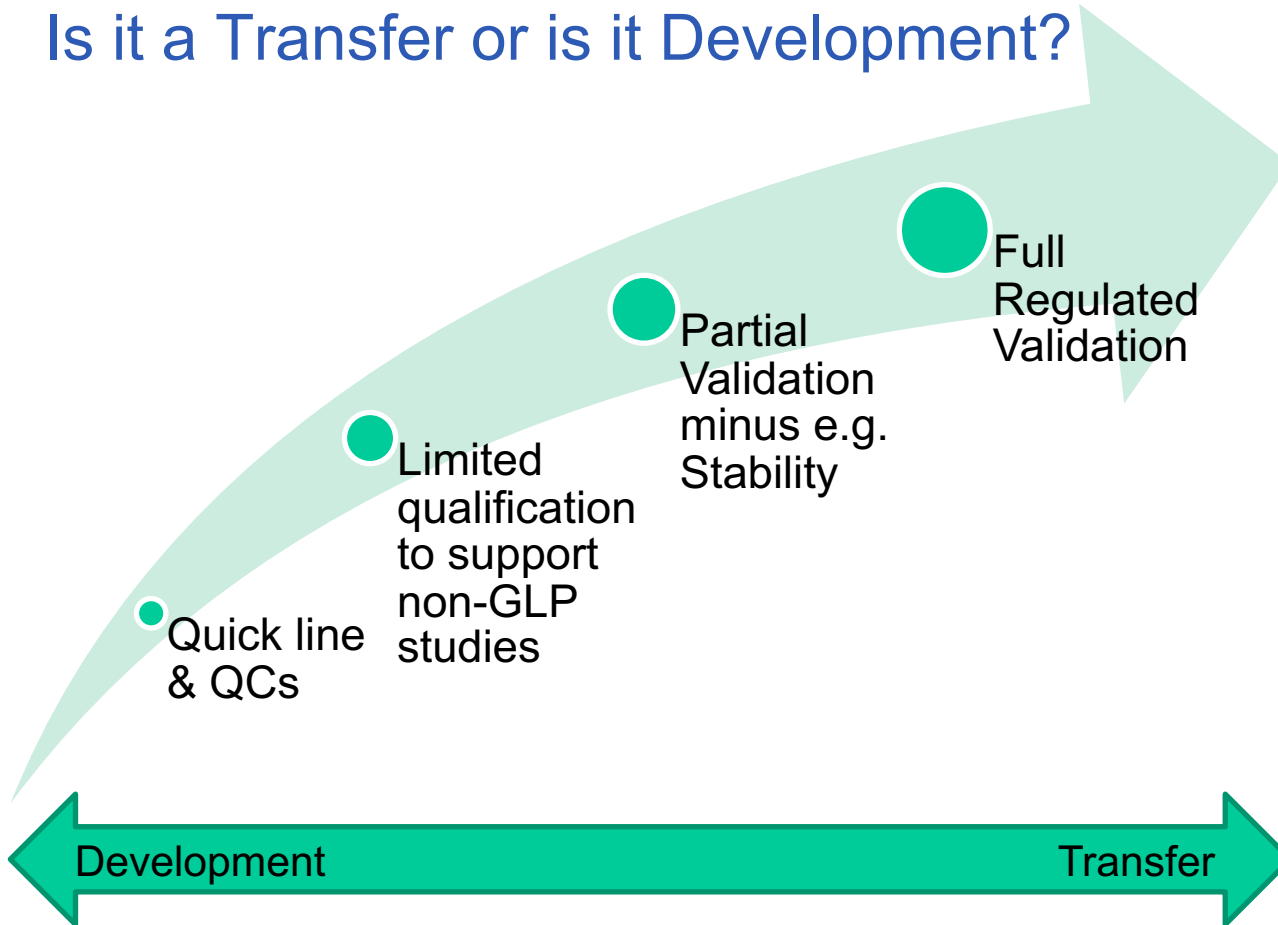 Is it a Transfer or is it Development?
Quick line
& QCs
Limited
qualification
to support
non-GLP
studies
Partial
Validation
minus e.g.
Stability
Full
Regulated
Validation
Development
Transfer